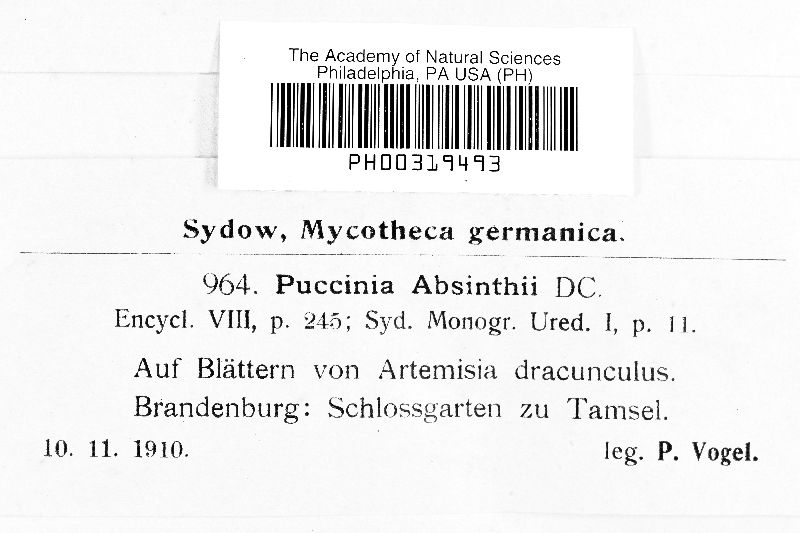 The Academy of Natural Sciences
Philadelphia, PA USA (PH)
PH00319493
Sydow, Mycotheca germanica.
964. Puccinia Absinthii DC.
Encycl. VIII, p. 245; Syd. Monogr. Ured. I, p. 11.
Auf Blättern von Artemisia dracunculus.
Brandenburg: Schlossgarten zu Tamsel.
10. 11. 1910. leg. P. Vogel.